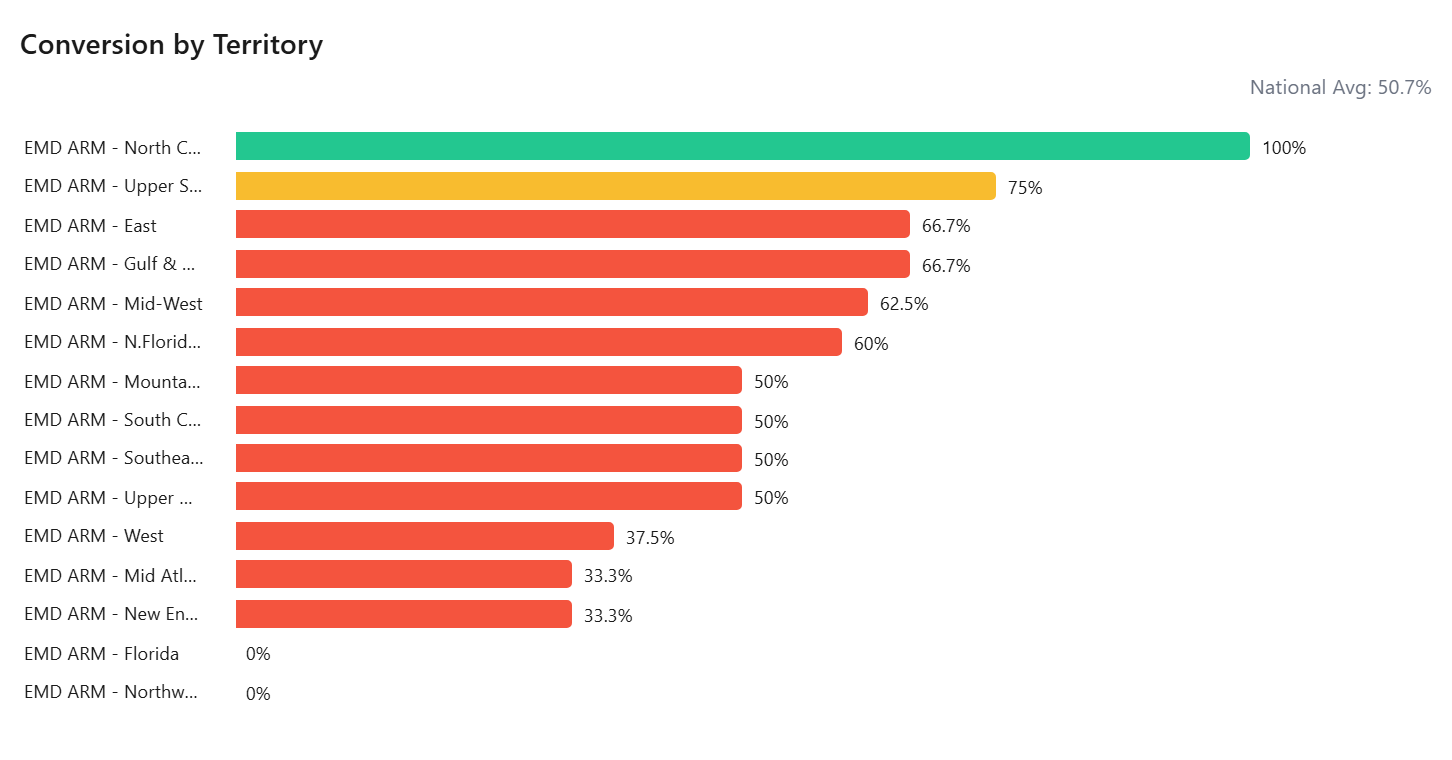 Conversion by Territory
National Avg: 50.7%
EMD ARM - North C... 100%
EMD ARM - Upper S... 75%
EMD ARM - East 66.7%
EMD ARM - Gulf & ... 66.7%
EMD ARM - Mid-West 62.5%
EMD ARM - N.Florid... 60%
EMD ARM - Mounta... 50%
EMD ARM - South C... 50%
EMD ARM - Southea... 50%
EMD ARM - Upper ... 50%
EMD ARM - West 37.5%
EMD ARM - Mid Atl... 33.3%
EMD ARM - New En... 33.3%
EMD ARM - Florida 0%
EMD ARM - Northw... 0%